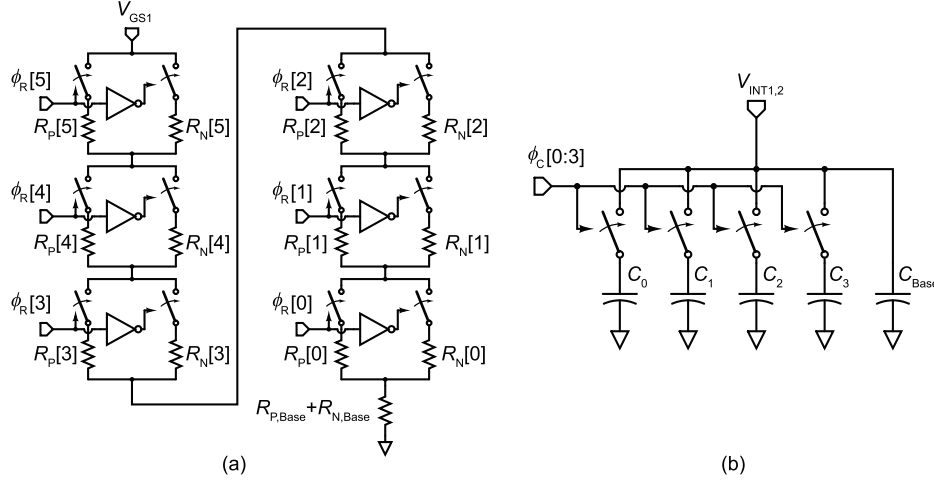 V_GS1
ϕ_R[5]
R_P[5]
R_N[5]
ϕ_R[4]
R_P[4]
R_N[4]
ϕ_R[3]
R_P[3]
R_N[3]
ϕ_R[2]
R_P[2]
R_N[2]
ϕ_R[1]
R_P[1]
R_N[1]
ϕ_R[0]
R_P[0]
R_N[0]
R_P,Base+R_N,Base
(a)
V_INT1,2
ϕ_C[0:3]
C_0
C_1
C_2
C_3
C_Base
(b)